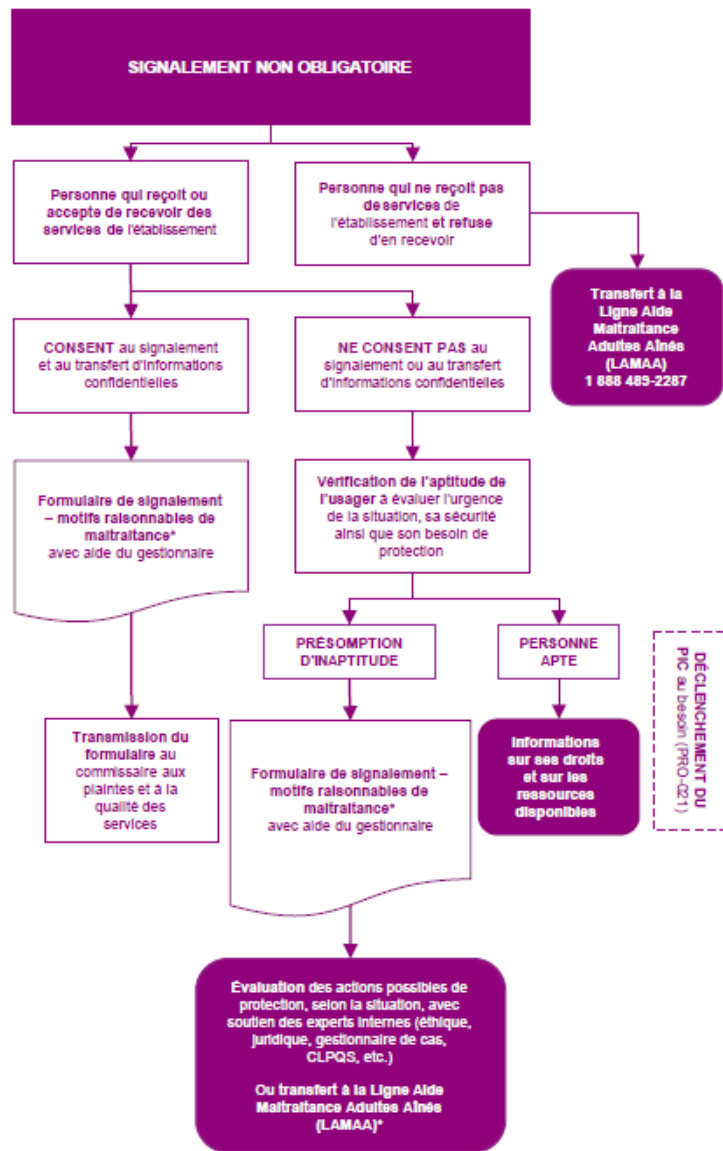 SIGNALEMENT NON OBLIGATOIRE
Personne qui reçoit ou
accepte de recevoir des
services de l'établissement
Personne qui ne reçoit pas
de services de
l'établissement et refuse
d'en recevoir
Transfert à la
Ligne Aide
Maltraitance
Adultes Aînés
(LAMAA)
1 888 489-2287
CONSENT au signalement
et au transfert d'informations
confidentielles
NE CONSENT PAS au
signalement ou au transfert
d'informations confidentielles
Formulaire de signalement
– motifs raisonnables de
maltraitance*
avec aide du gestionnaire
Vérification de l'aptitude de
l'usager à évaluer l'urgence
de la situation, sa sécurité
ainsi que son besoin de
protection
PRÉSOMPTION
D'INAPTITUDE
PERSONNE
APTE
DÉCLENCHEMENT DU
PIC au besoin (PRO-021)
Transmission du
formulaire au
commissaire aux
plaintes et à la
qualité des
services
Formulaire de signalement –
motifs raisonnables de
maltraitance*
avec aide du gestionnaire
Informations
sur ses droits
et sur les
ressources
disponibles
Évaluation des actions possibles de
protection, selon la situation, avec
soutien des experts internes (éthique,
juridique, gestionnaire de cas,
CLPQS, etc.)
Ou transfert à la Ligne Aide
Maltraitance Adultes Aînés
(LAMAA)*